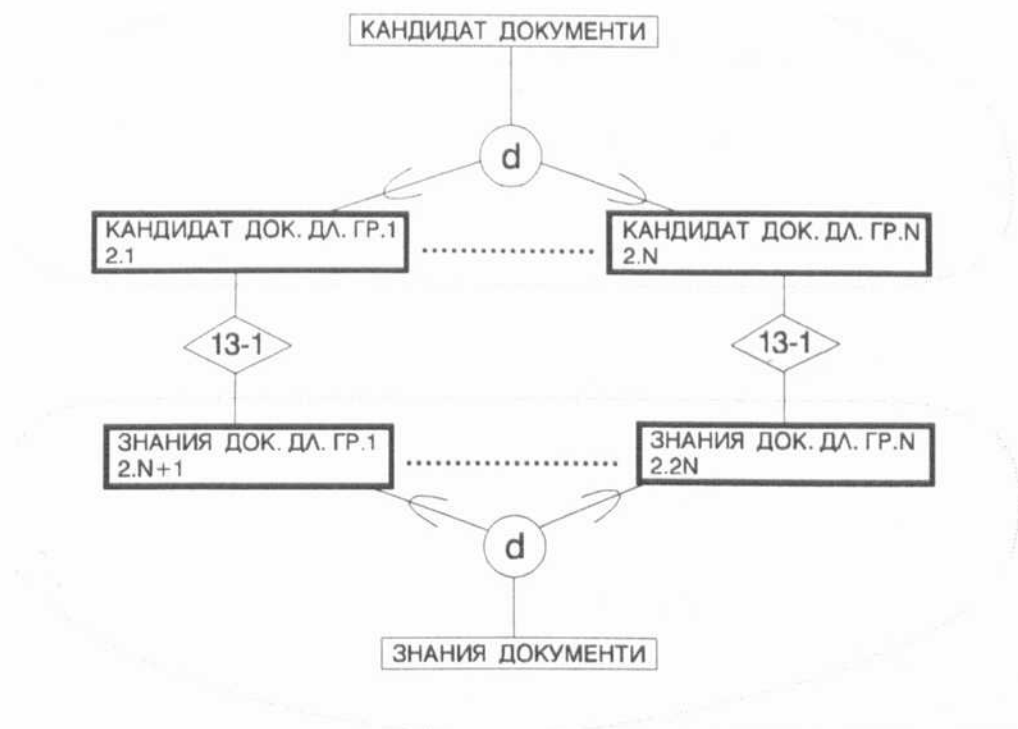 КАНДИДАТ ДОКУМЕНТИ
d
КАНДИДАТ ДОК. ДЛ. ГР.1
2.1
КАНДИДАТ ДОК. ДЛ. ГР.N
2.N
13-1
13-1
ЗНАНИЯ ДОК. ДЛ. ГР.1
2.N+1
ЗНАНИЯ ДОК. ДЛ. ГР.N
2.2N
d
ЗНАНИЯ ДОКУМЕНТИ